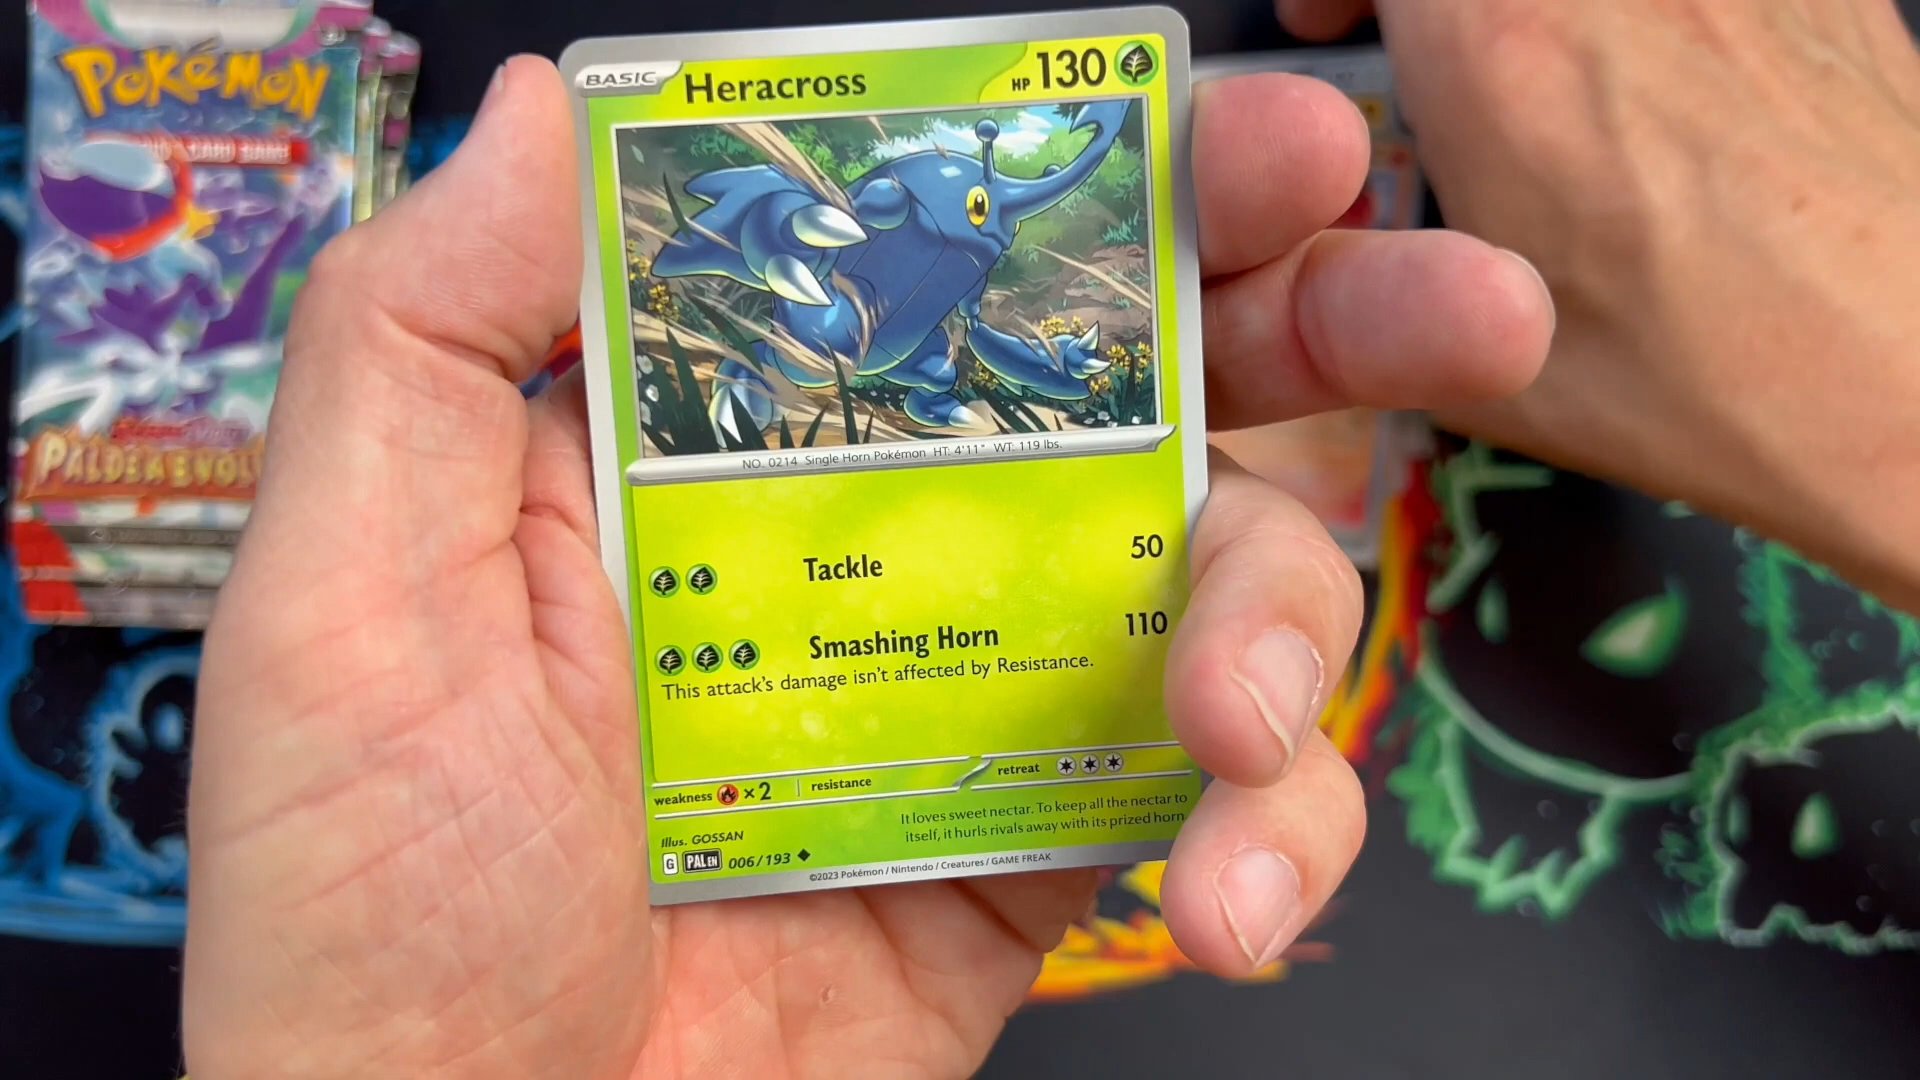 POKÉMON
PALDEA EVOL
BASIC Heracross HP 130
NO. 0214 Single Horn Pokémon HT: 4'11" WT: 119 lbs.
Tackle 50
Smashing Horn 110
This attack's damage isn't affected by Resistance.
weakness ×2 resistance retreat
It loves sweet nectar. To keep all the nectar to
itself, it hurls rivals away with its prized horn
Illus. GOSSAN
G PAL EN 006/193
©2023 Pokémon / Nintendo / Creatures / GAME FREAK